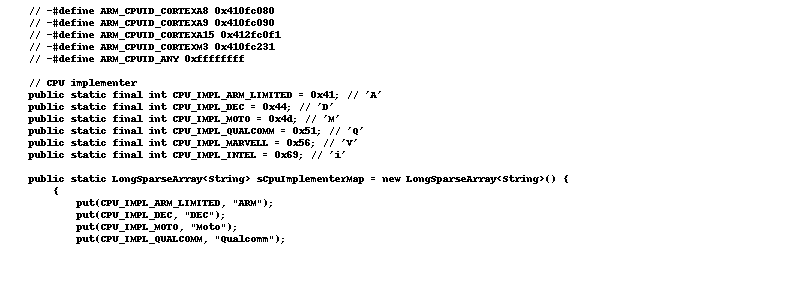 // -#define ARM_CPUID_CORTEXA8 0x410fc080
// -#define ARM_CPUID_CORTEXA9 0x410fc090
// -#define ARM_CPUID_CORTEXA15 0x412fc0f1
// -#define ARM_CPUID_CORTEXM3 0x410fc231
// -#define ARM_CPUID_ANY 0xffffffff
// CPU implementer
public static final int CPU_IMPL_ARM_LIMITED = 0x41; // 'A'
public static final int CPU_IMPL_DEC = 0x44; // 'D'
public static final int CPU_IMPL_MOTO = 0x4d; // 'M'
public static final int CPU_IMPL_QUALCOMM = 0x51; // 'Q'
public static final int CPU_IMPL_MARVELL = 0x56; // 'V'
public static final int CPU_IMPL_INTEL = 0x69; // 'i'
public static LongSparseArray<String> sCpuImplementerMap = new LongSparseArray<String>() {
{
put(CPU_IMPL_ARM_LIMITED, "ARM");
put(CPU_IMPL_DEC, "DEC");
put(CPU_IMPL_MOTO, "Moto");
put(CPU_IMPL_QUALCOMM, "Qualcomm");